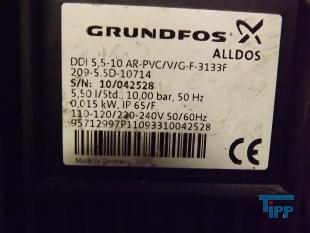 GRUNDFOS
ALLDOS
DDI 5,5-10 AR-PVC/V/G-F-3133F
209-5.5D-10714
S/N: 10/042528
5,50 l/Std., 10,00 bar, 50 Hz
0,015 kW, IP 65/F
110-120/220-240V 50/60Hz
95712997P11093310042528
Made in Germany
CE
TIPP